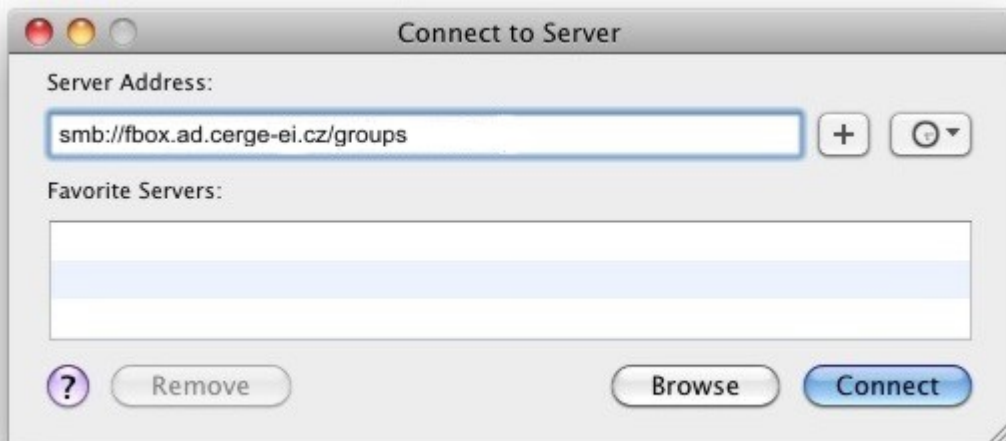 Connect to Server
Server Address:
smb://fbox.ad.cerge-ei.cz/groups
+
Favorite Servers:
? Remove Browse Connect